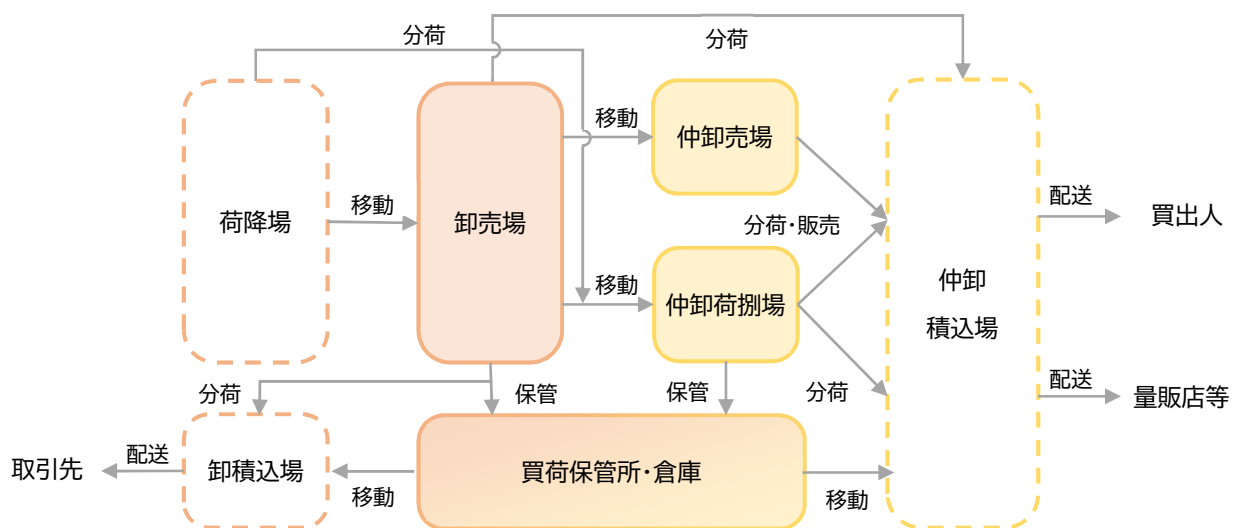 分荷
分荷
荷降場
移動
卸売場
移動
仲卸売場
分荷・販売
移動
仲卸荷捌場
仲卸
積込場
配送
買出人
配送
量販店等
分荷
保管
保管
分荷
取引先
配送
卸積込場
移動
買荷保管所・倉庫
移動